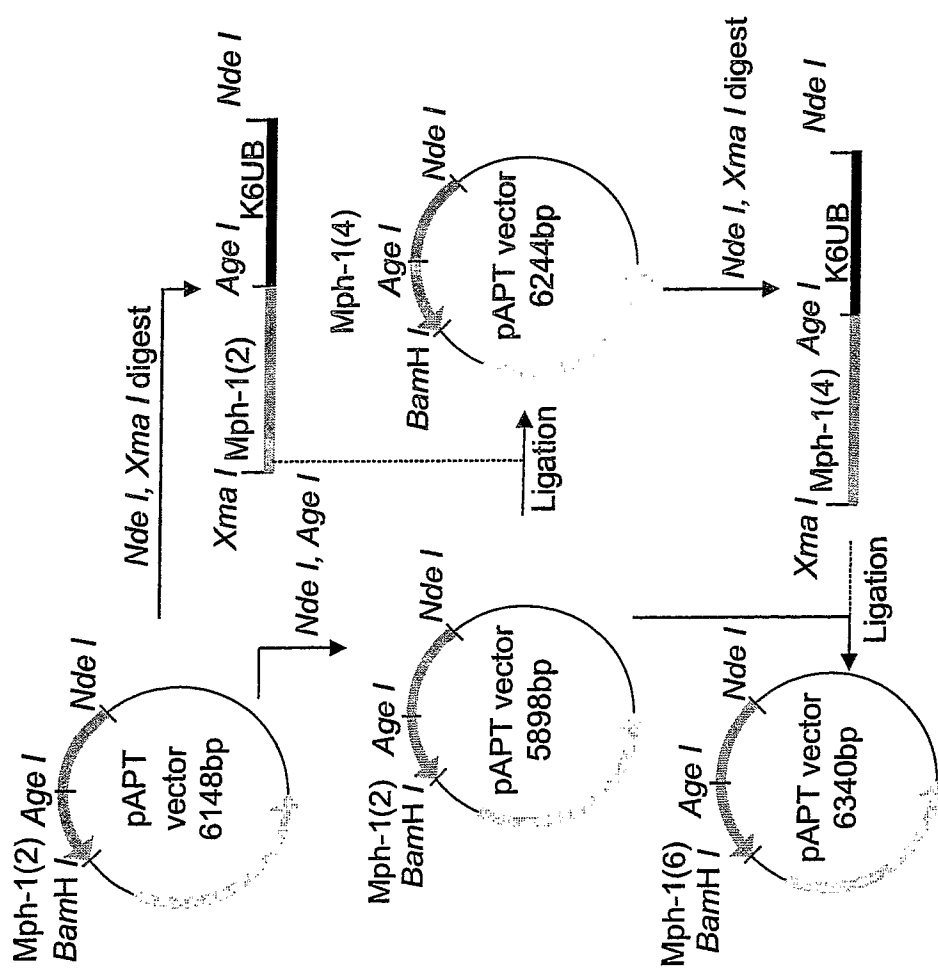 Mph-1(2)
BamH I
Age I
Nde I
pAPT
vector
6148bp
Nde I, Xma I digest
Xma I
Mph-1(2)
Age I
K6UB
Nde I
Nde I, Age I
Mph-1(2)
BamH I
Age I
Nde I
pAPT vector
5898bp
Ligation
Mph-1(4)
BamH I
Age I
Nde I
pAPT vector
6244bp
Nde I, Xma I digest
Xma I
Mph-1(4)
Age I
K6UB
Nde I
Ligation
Mph-1(6)
BamH I
Age I
Nde I
pAPT vector
6340bp